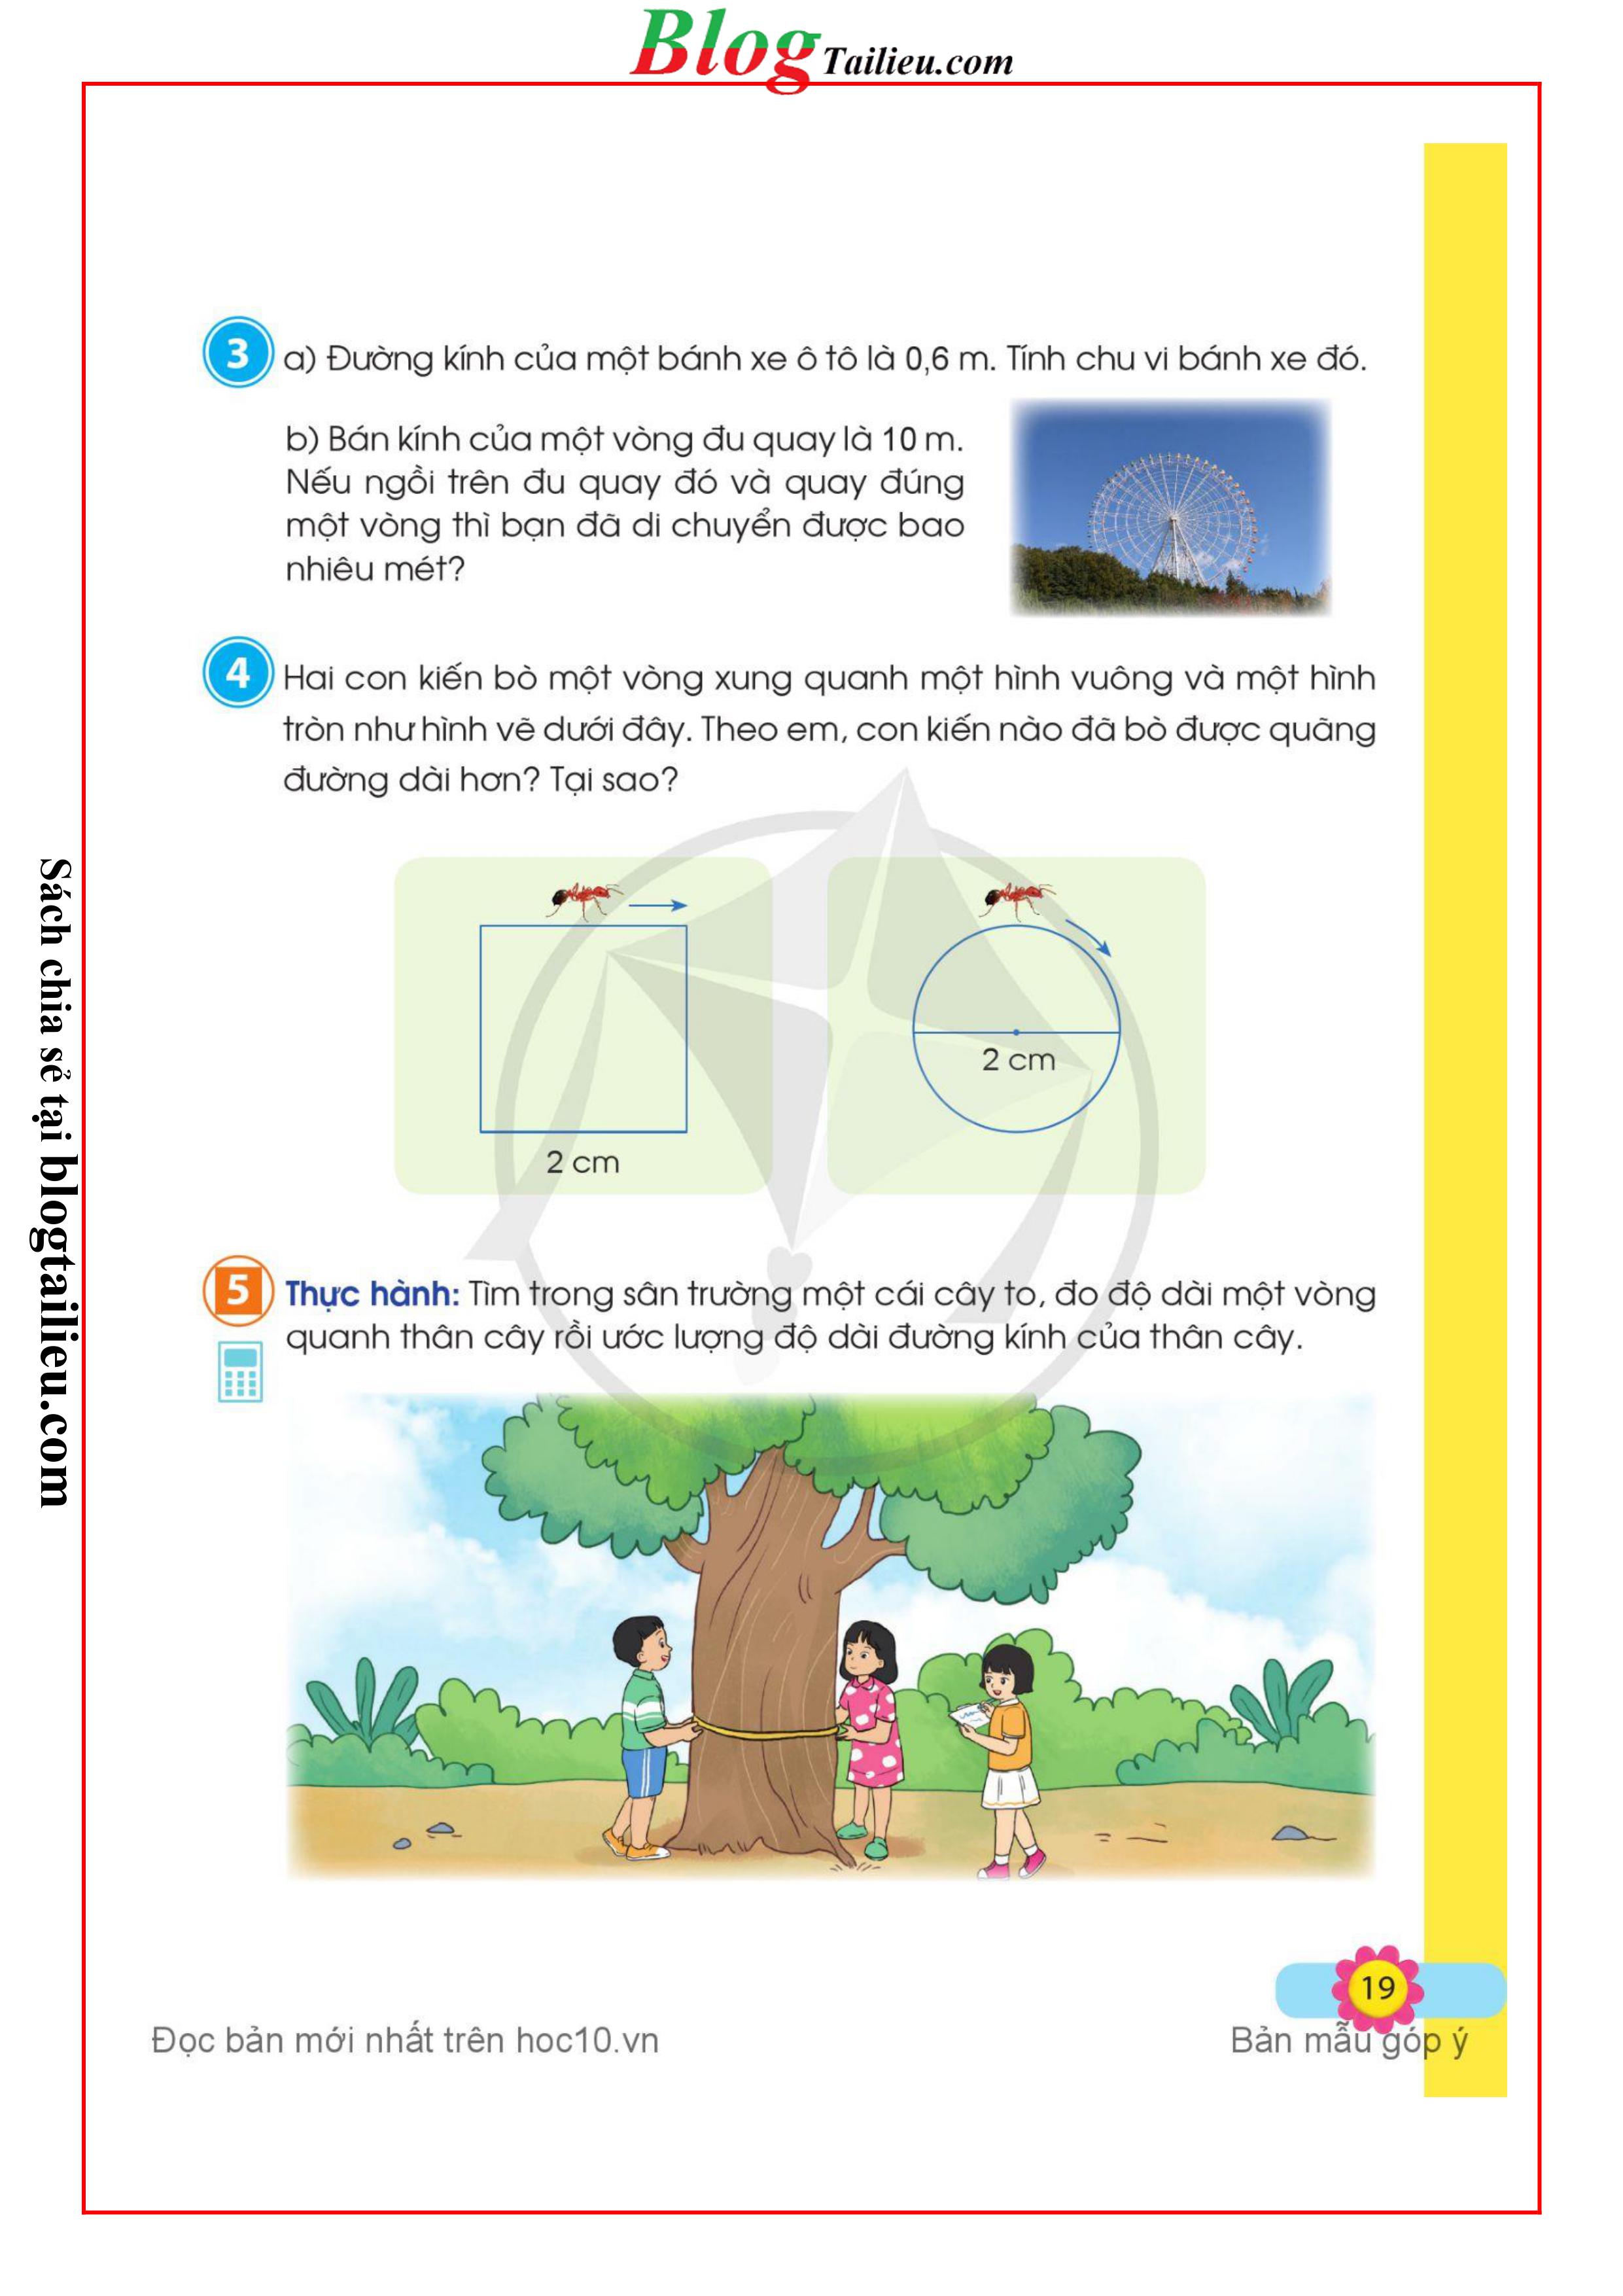 Blog Tailieu.com
3 a) Đường kính của một bánh xe ô tô là 0,6 m. Tính chu vi bánh xe đó.
b) Bán kính của một vòng đu quay là 10 m.
Nếu ngồi trên đu quay đó và quay đúng
một vòng thì bạn đã di chuyển được bao
nhiêu mét?
4 Hai con kiến bò một vòng xung quanh một hình vuông và một hình
tròn như hình vẽ dưới đây. Theo em, con kiến nào đã bò được quãng
đường dài hơn? Tại sao?
2 cm
2 cm
5 Thực hành: Tìm trong sân trường một cái cây to, đo độ dài một vòng
quanh thân cây rồi ước lượng độ dài đường kính của thân cây.
19
Đọc bản mới nhất trên hoc10.vn
Bản mẫu góp ý
Sách chia sẻ tại blogtailieu.com